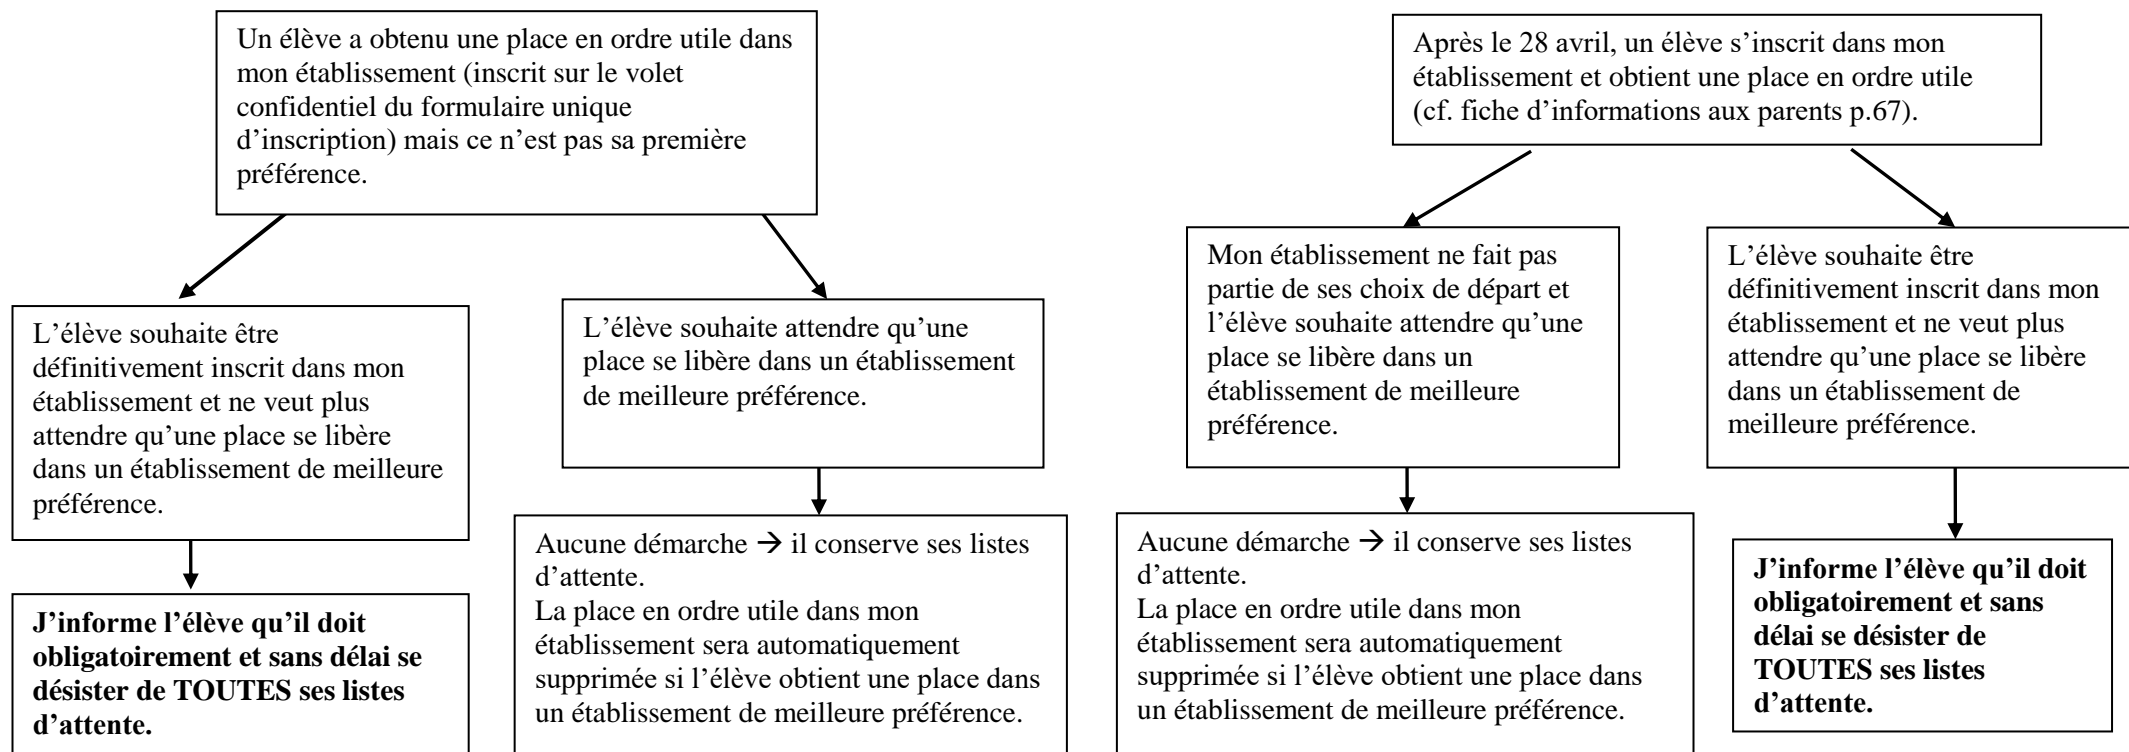 Un élève a obtenu une place en ordre utile dans
mon établissement (inscrit sur le volet
confidentiel du formulaire unique
d’inscription) mais ce n’est pas sa première
préférence.
L’élève souhaite être
définitivement inscrit dans mon
établissement et ne veut plus
attendre qu’une place se libère
dans un établissement de meilleure
préférence.
J’informe l’élève qu’il doit
obligatoirement et sans délai se
désister de TOUTES ses listes
d’attente.
L’élève souhaite attendre qu’une
place se libère dans un établissement
de meilleure préférence.
Aucune démarche → il conserve ses listes
d’attente.
La place en ordre utile dans mon
établissement sera automatiquement
supprimée si l’élève obtient une place dans
un établissement de meilleure préférence.
Après le 28 avril, un élève s’inscrit dans mon
établissement et obtient une place en ordre utile
(cf. fiche d’informations aux parents p.67).
Mon établissement ne fait pas
partie de ses choix de départ et
l’élève souhaite attendre qu’une
place se libère dans un
établissement de meilleure
préférence.
Aucune démarche → il conserve ses listes
d’attente.
La place en ordre utile dans mon
établissement sera automatiquement
supprimée si l’élève obtient une place dans
un établissement de meilleure préférence.
L’élève souhaite être
définitivement inscrit dans mon
établissement et ne veut plus
attendre qu’une place se libère
dans un établissement de
meilleure préférence.
J’informe l’élève qu’il doit
obligatoirement et sans
délai se désister de
TOUTES ses listes
d’attente.